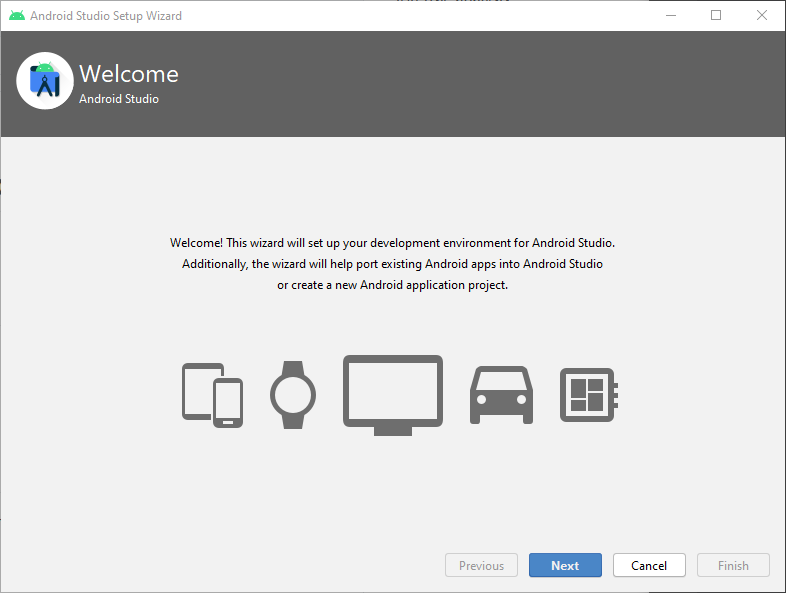 Android Studio Setup Wizard
Welcome
Android Studio
Welcome! This wizard will set up your development environment for Android Studio.
Additionally, the wizard will help port existing Android apps into Android Studio
or create a new Android application project.
Previous
Next
Cancel
Finish